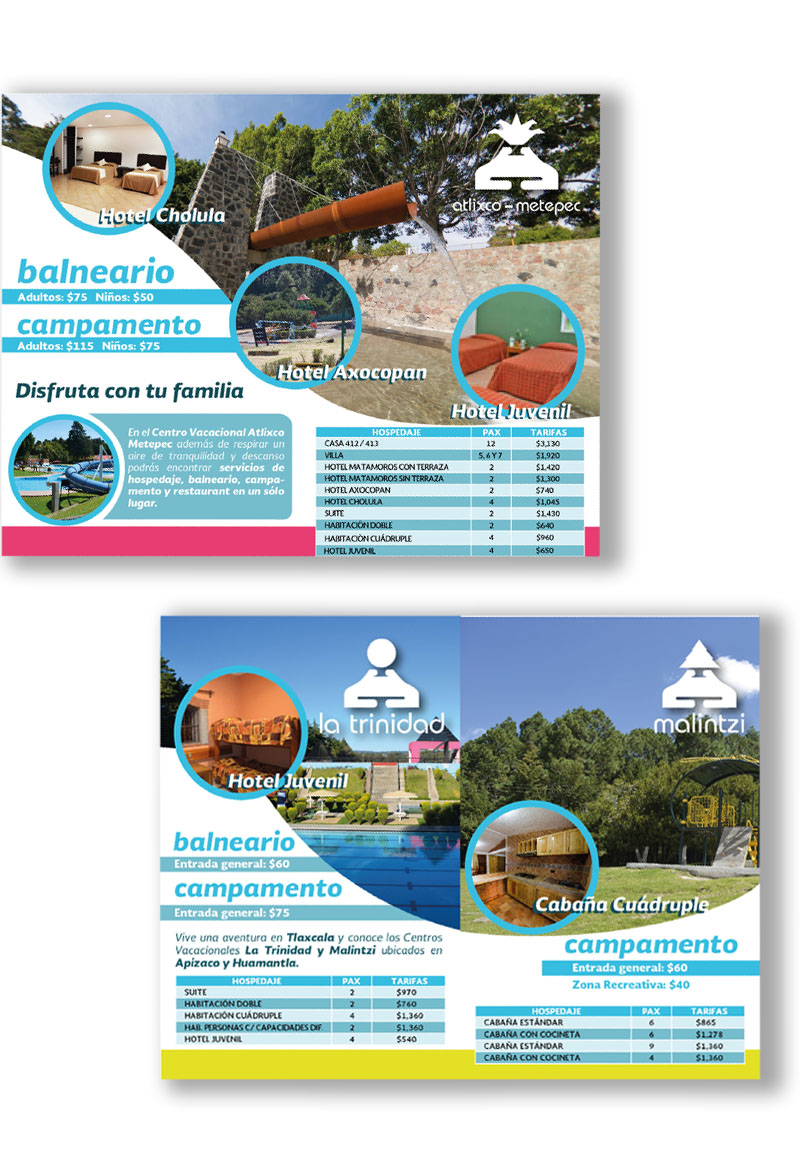 Hotel Cholula
atlixco - metepec
balneario
Adultos: $75 Niños: $50
campamento
Adultos: $115 Niños: $75
Hotel Axocopan
Disfruta con tu familia
Hotel Juvenil
En el Centro Vacacional Atlixco
Metepec además de respirar un
aire de tranquilidad y descanso
podrás encontrar servicios de
hospedaje, balneario, campa-
mento y restaurant en un sólo
lugar.
HOSPEDAJE PAX TARIFAS
CASA 412 / 413 12 $3,130
VILLA 5, 6 Y 7 $1,920
HOTEL MATAMOROS CON TERRAZA 2 $1,420
HOTEL MATAMOROS SIN TERRAZA 2 $1,300
HOTEL AXOCOPAN 2 $740
HOTEL CHOLULA 4 $1,045
SUITE 2 $1,430
HABITACIÓN DOBLE 2 $640
HABITACIÓN CUÁDRUPLE 4 $960
HOTEL JUVENIL 4 $650
la trinidad
Hotel Juvenil
balneario
Entrada general: $60
campamento
Entrada general: $75
Vive una aventura en Tlaxcala y conoce los Centros
Vacacionales La Trinidad y Malintzi ubicados en
Apizaco y Huamantla.
HOSPEDAJE PAX TARIFAS
SUITE 2 $970
HABITACIÓN DOBLE 2 $760
HABITACIÓN CUÁDRUPLE 4 $1,360
HAB. PERSONAS C/ CAPACIDADES DIF. 2 $1,360
HOTEL JUVENIL 4 $540
malintzi
Cabaña Cuádruple
campamento
Entrada general: $60
Zona Recreativa: $40
HOSPEDAJE PAX TARIFAS
CABAÑA ESTÁNDAR 6 $865
CABAÑA CON COCINETA 6 $1,278
CABAÑA ESTÁNDAR 9 $1,360
CABAÑA CON COCINETA 4 $1,360